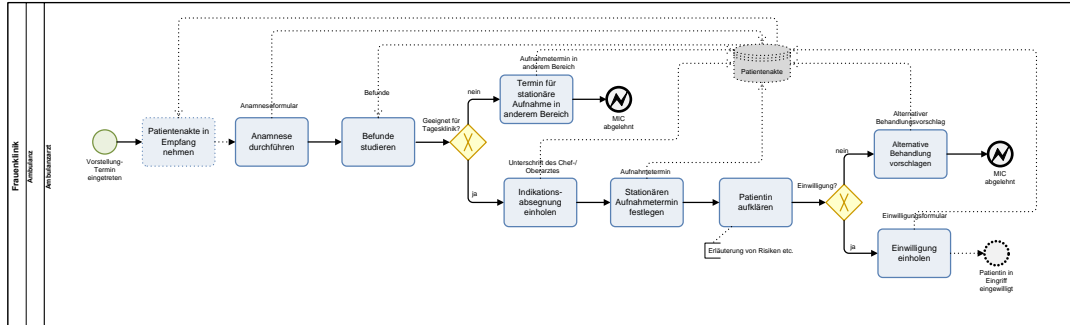 Frauenklinik
Ambulanz
Ambulanzarzt
Vorstellung-
Termin
eingetreten
Patientenakte in
Empfang
nehmen
Anamneseformular
Anamnese
durchführen
Befunde
Befunde
studieren
Geeignet für
Tagesklinik?
nein
ja
Aufnahmetermin in
anderem Bereich
Termin für
stationäre
Aufnahme in
anderem Bereich
MIC
abgelehnt
Patientenakte
Unterschrift des Chef-/
Oberarztes
Indikations-
absegnung
einholen
Aufnahmetermin
Stationären
Aufnahmetermin
festlegen
Patientin
aufklären
Erläuterung von Risiken etc.
Einwilligung?
nein
ja
Alternativer
Behandlungsvorschlag
Alternative
Behandlung
vorschlagen
MIC
abgelehnt
Einwilligungsformular
Einwilligung
einholen
Patientin in
Eingriff
eingewilligt